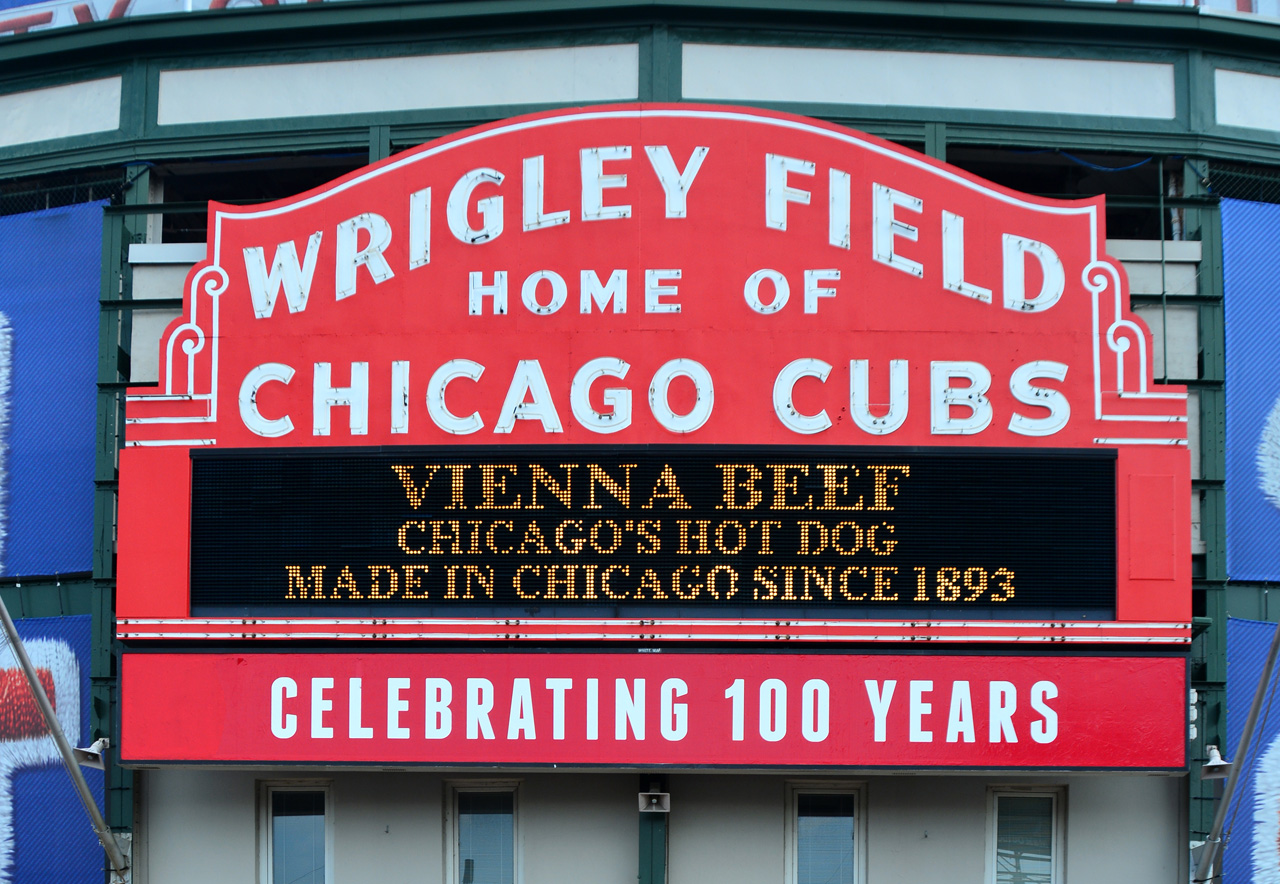 WRIGLEY FIELD
HOME OF
CHICAGO CUBS
VIENNA BEEF
CHICAGO'S HOT DOG
MADE IN CHICAGO SINCE 1893
CELEBRATING 100 YEARS